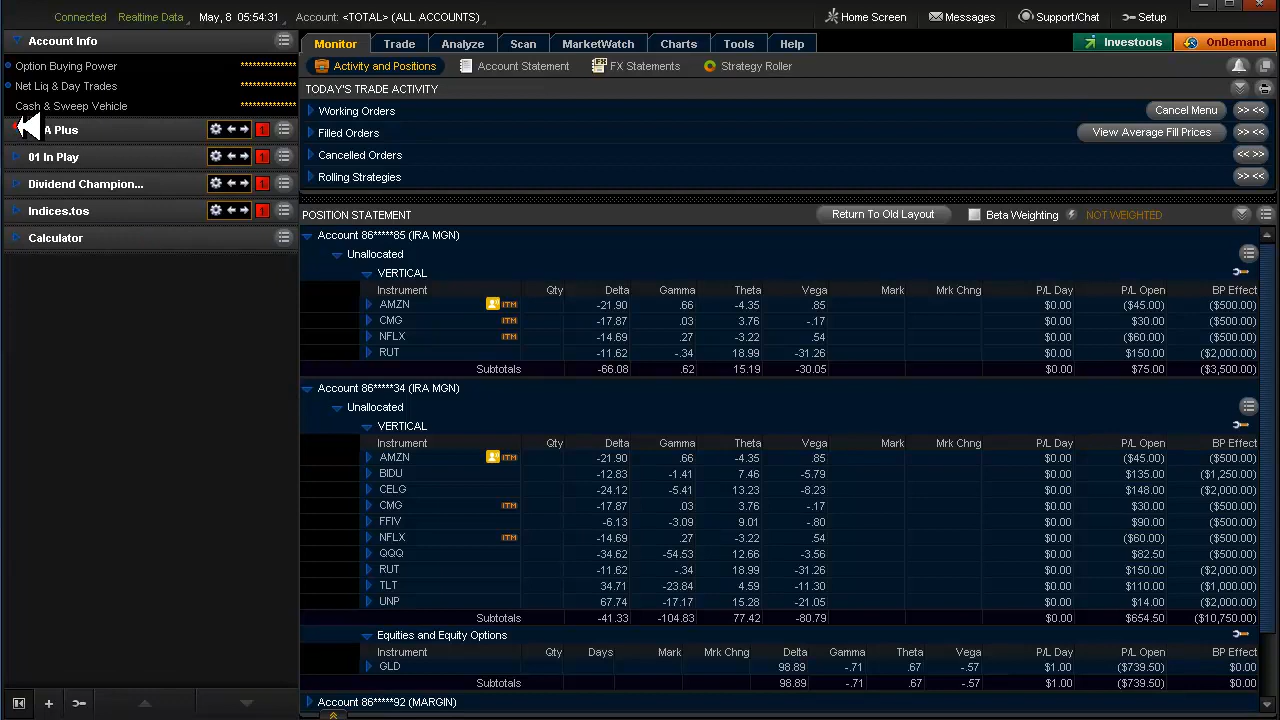 Connected Realtime Data May, 8 05:54:31 Account: <TOTAL> (ALL ACCOUNTS) Home Screen Messages Support/Chat Setup
Account Info
Option Buying Power *************
Net Liq & Day Trades *************
Cash & Sweep Vehicle *************
A Plus 1
01 In Play 1
Dividend Champion... 1
Indices.tos 1
Calculator
Monitor Trade Analyze Scan MarketWatch Charts Tools Help Investools OnDemand
Activity and Positions Account Statement FX Statements Strategy Roller
TODAY'S TRADE ACTIVITY
Working Orders Cancel Menu >> <<
Filled Orders View Average Fill Prices >> <<
Cancelled Orders << >>
Rolling Strategies >> <<
POSITION STATEMENT Return To Old Layout Beta Weighting NOT WEIGHTED
Account 86*****85 (IRA MGN)
Unallocated
VERTICAL
Instrument Qty Delta Gamma Theta Vega Mark Mrk Chng P/L Day P/L Open BP Effect
AMZN ITM -21.90 .66 -4.35 .85 $0.00 ($45.00) ($500.00)
CMG ITM -17.87 .03 3.76 -.17 $0.00 $30.00 ($500.00)
NFLX ITM -14.69 .27 -3.22 .54 $0.00 ($60.00) ($500.00)
RUT -11.62 -.34 18.99 -31.26 $0.00 $150.00 ($2,000.00)
Subtotals -66.08 .62 15.19 -30.05 $0.00 $75.00 ($3,500.00)
Account 86*****34 (IRA MGN)
Unallocated
VERTICAL
Instrument Qty Delta Gamma Theta Vega Mark Mrk Chng P/L Day P/L Open BP Effect
AMZN ITM -21.90 .66 -4.35 .85 $0.00 ($45.00) ($500.00)
BIDU -12.83 -1.41 7.46 -5.79 $0.00 $135.00 ($1,250.00)
CELG -24.12 -5.41 13.23 -8.23 $0.00 $148.00 ($2,000.00)
CMG ITM -17.87 .03 3.76 -.17 $0.00 $30.00 ($500.00)
FFIV -6.13 -3.09 9.01 -.80 $0.00 $90.00 ($500.00)
NFLX ITM -14.69 .27 -3.22 .54 $0.00 ($60.00) ($500.00)
QQQ -34.62 -54.53 12.66 -3.56 $0.00 $82.50 ($500.00)
RUT -11.62 -.34 18.99 -31.26 $0.00 $150.00 ($2,000.00)
TLT 34.71 -23.84 4.59 -11.30 $0.00 $110.00 ($1,000.00)
UNP 67.74 -17.17 15.28 -21.05 $0.00 $14.00 ($2,000.00)
Subtotals -41.33 -104.83 77.42 -80.79 $0.00 $654.50 ($10,750.00)
Equities and Equity Options
Instrument Qty Days Mark Mrk Chng Delta Gamma Theta Vega P/L Day P/L Open BP Effect
GLD 98.89 -.71 .67 -.57 $1.00 ($739.50) $0.00
Subtotals 98.89 -.71 .67 -.57 $1.00 ($739.50) $0.00
Account 86*****92 (MARGIN)